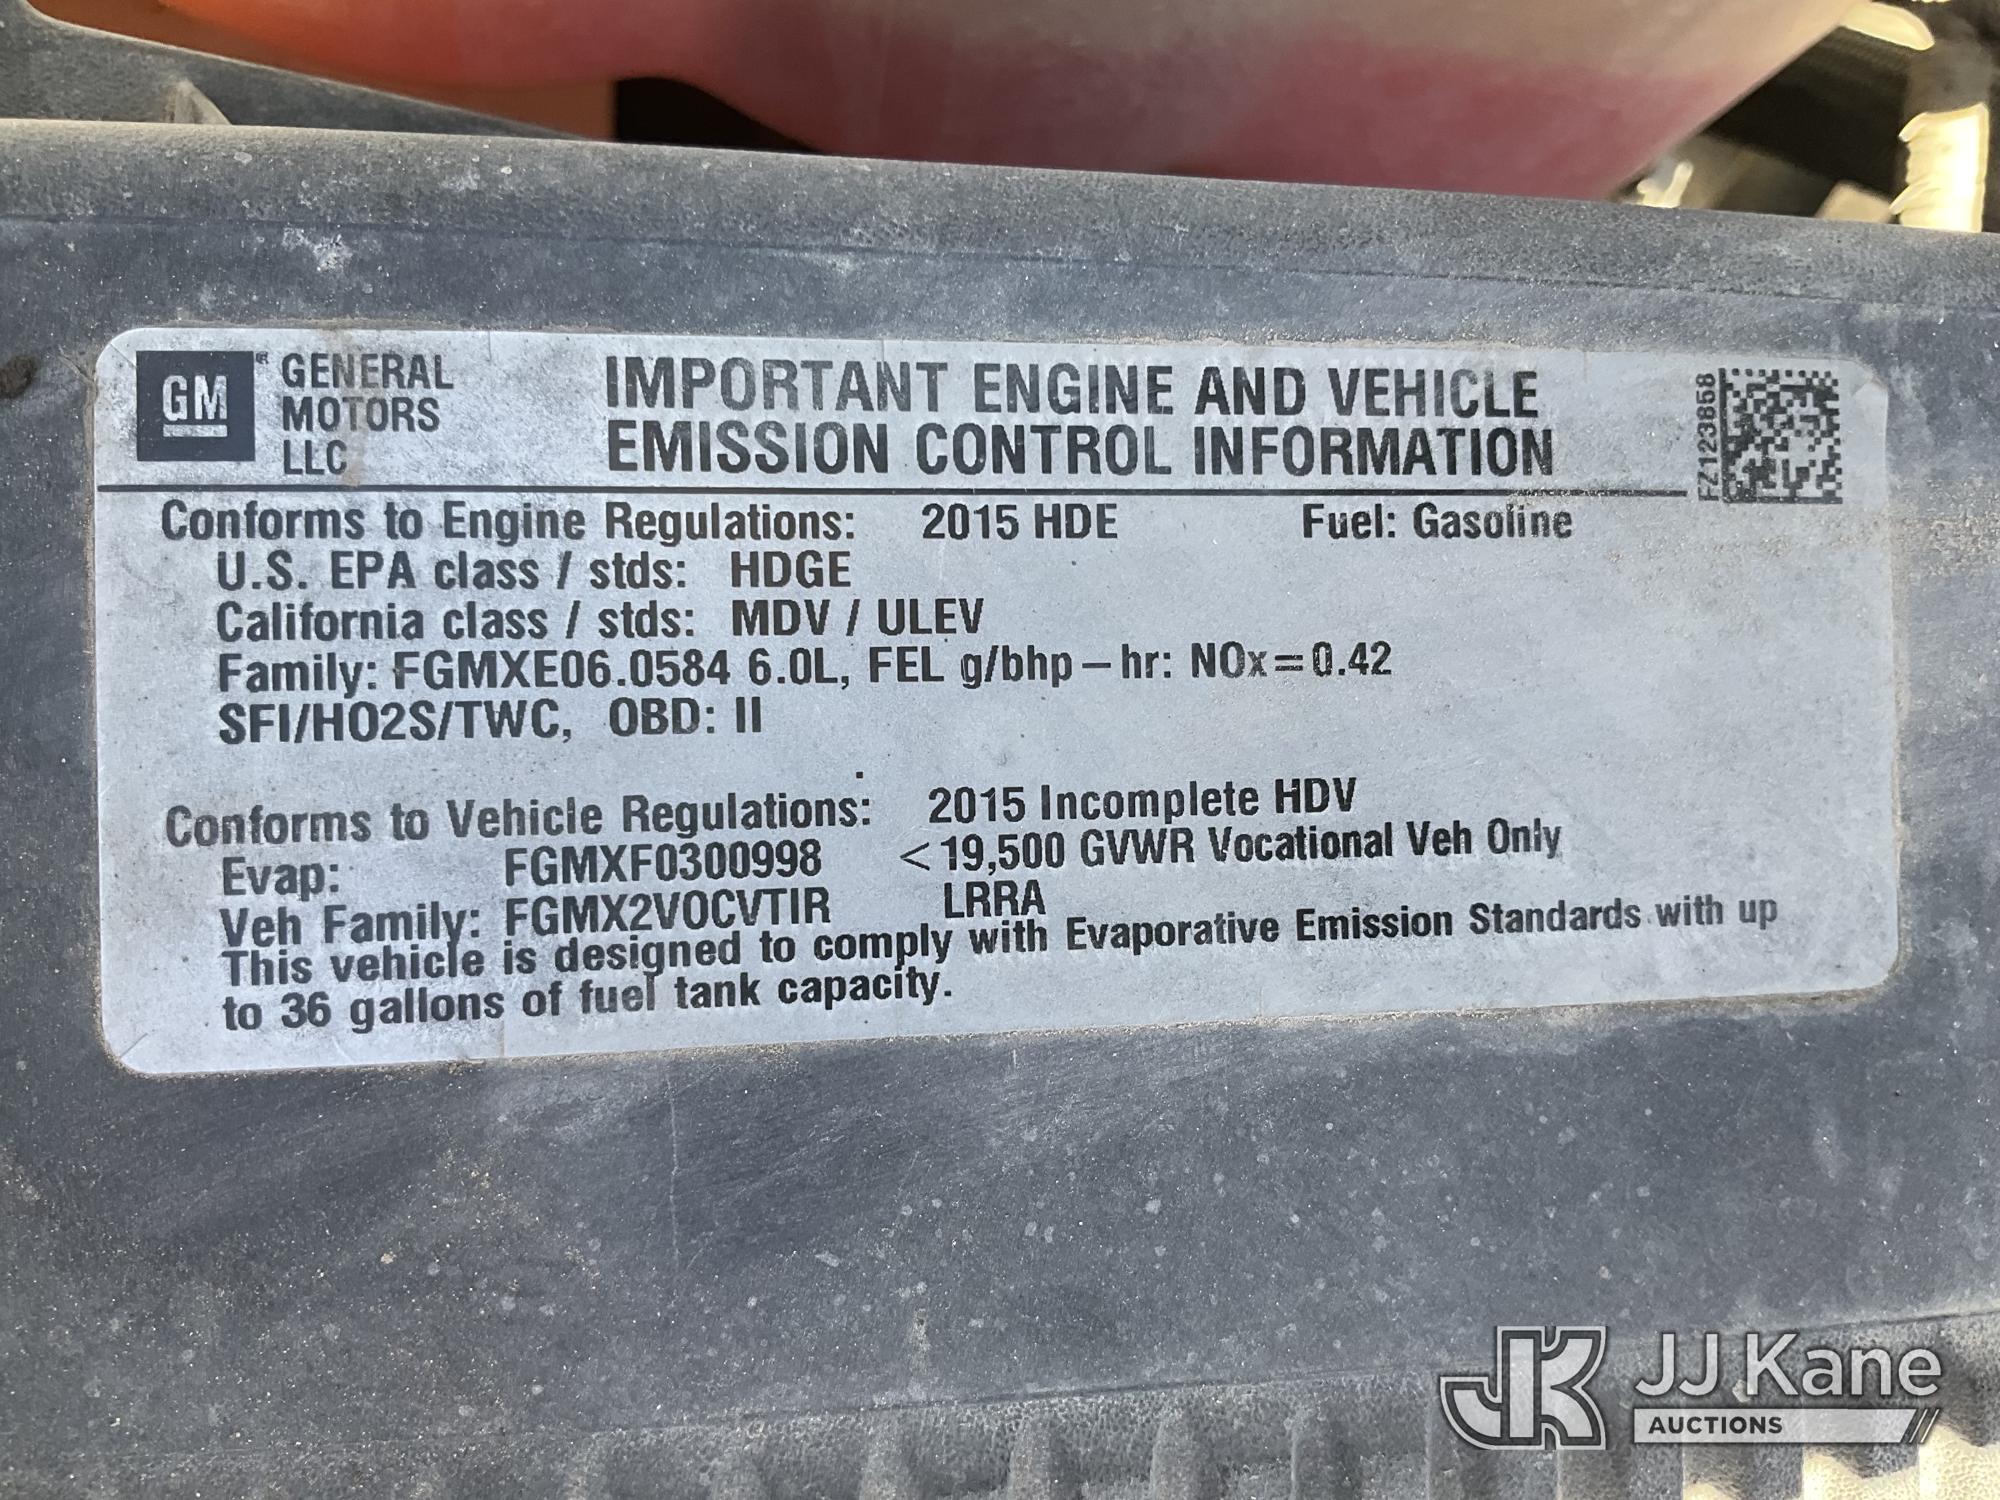 GM® GENERAL MOTORS LLC
IMPORTANT ENGINE AND VEHICLE
EMISSION CONTROL INFORMATION
FZ123858
Conforms to Engine Regulations: 2015 HDE Fuel: Gasoline
U.S. EPA class / stds: HDGE
California class / stds: MDV / ULEV
Family: FGMXE06.0584 6.0L, FEL g/bhp-hr: NOx=0.42
SFI/HO2S/TWC, OBD: II
Conforms to Vehicle Regulations: 2015 Incomplete HDV
Evap: FGMXF0300998 <19,500 GVWR Vocational Veh Only
Veh Family: FGMX2VOCVTIR LRRA
This vehicle is designed to comply with Evaporative Emission Standards with up
to 36 gallons of fuel tank capacity.
JK JJ Kane
AUCTIONS